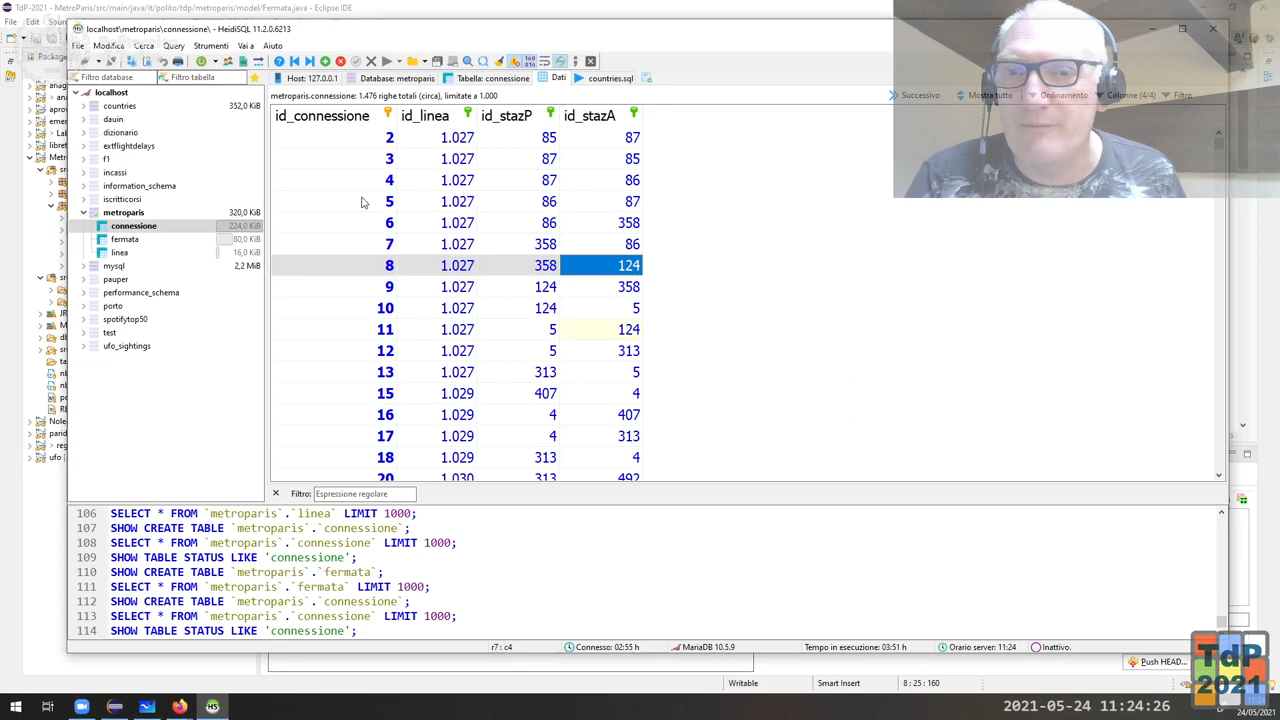 TdP-2021 - MetroParis/src/main/java/it/polito/tdp/metroparis/model/Fermata.java - Eclipse IDE
File Edit
localhost\metroparis\connessione\ - HeidiSQL 11.2.0.6213
File Modifica Cerca Query Strumenti Vai a Aiuto
Filtro database Filtro tabella Host: 127.0.0.1 Database: metroparis Tabella: connessione Dati countries.sql
metroparis.connessione: 1.476 righe totali (circa), limitate a 1.000 Successivo Mostra tutto Ordinamento Colonne (4/4) Filtro
localhost
countries 352,0 KiB
dauin
dizionario
extflightdelays
f1
incassi
information_schema
iscritticorsi
metroparis 320,0 KiB
connessione 224,0 KiB
fermata 80,0 KiB
linea 16,0 KiB
mysql 2,2 MiB
pauper
performance_schema
porto
spotifytop50
test
ufo_sightings
id_connessione id_linea id_stazP id_stazA
2 1.027 85 87
3 1.027 87 85
4 1.027 87 86
5 1.027 86 87
6 1.027 86 358
7 1.027 358 86
8 1.027 358 124
9 1.027 124 358
10 1.027 124 5
11 1.027 5 124
12 1.027 5 313
13 1.027 313 5
15 1.029 407 4
16 1.029 4 407
17 1.029 4 313
18 1.029 313 4
20 1.030 313 492
Filtro: Espressione regolare
106 SELECT * FROM `metroparis`.`linea` LIMIT 1000;
107 SHOW CREATE TABLE `metroparis`.`connessione`;
108 SELECT * FROM `metroparis`.`connessione` LIMIT 1000;
109 SHOW TABLE STATUS LIKE 'connessione';
110 SHOW CREATE TABLE `metroparis`.`fermata`;
111 SELECT * FROM `metroparis`.`fermata` LIMIT 1000;
112 SHOW CREATE TABLE `metroparis`.`connessione`;
113 SELECT * FROM `metroparis`.`connessione` LIMIT 1000;
114 SHOW TABLE STATUS LIKE 'connessione';
r7 : c4 Connesso: 02:55 h MariaDB 10.5.9 Tempo in esecuzione: 03:51 h Orario server: 11:24 Inattivo.
Push HEAD...
Writable Smart Insert 8 : 25 : 160
TdP
2021
2021-05-24 11:24:26
24/05/2021